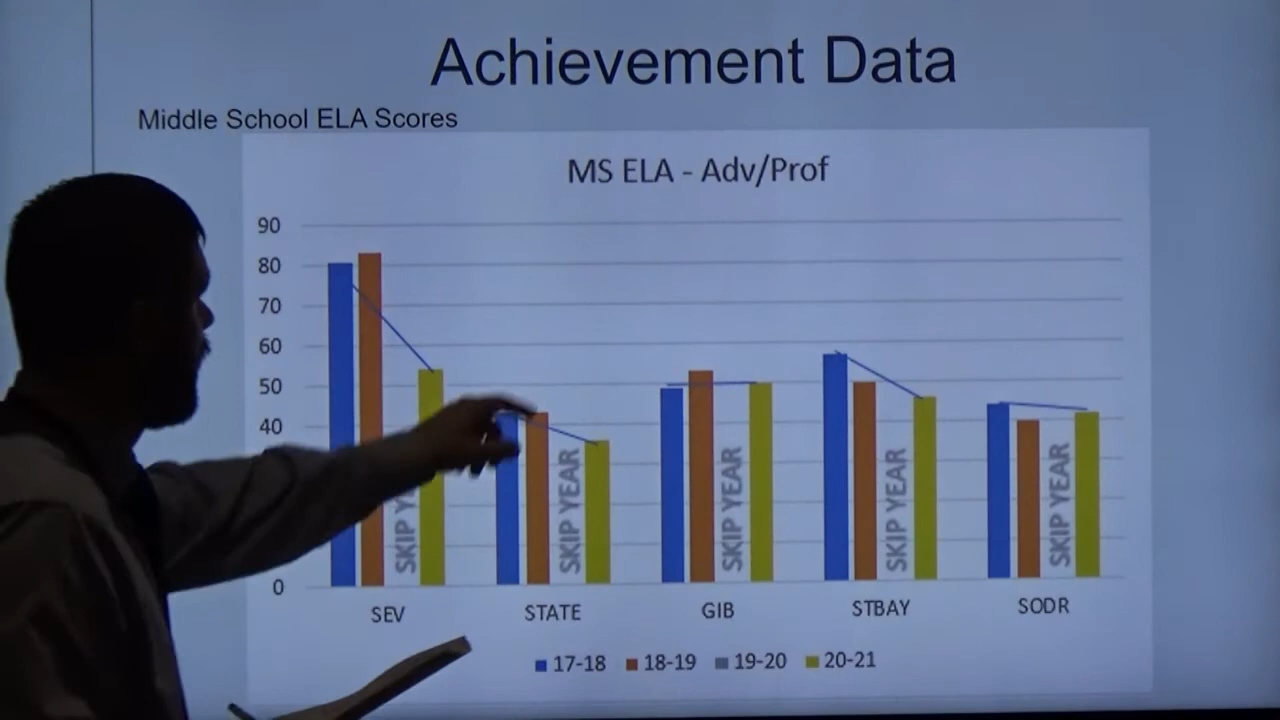 Achievement Data
Middle School ELA Scores
MS ELA - Adv/Prof
90
80
70
60
50
40
0
SKIP
SKIP YEAR
SKIP YEAR
SKIP YEAR
SKIP YEAR
SEV STATE GIB STBAY SODR
17-18 18-19 19-20 20-21